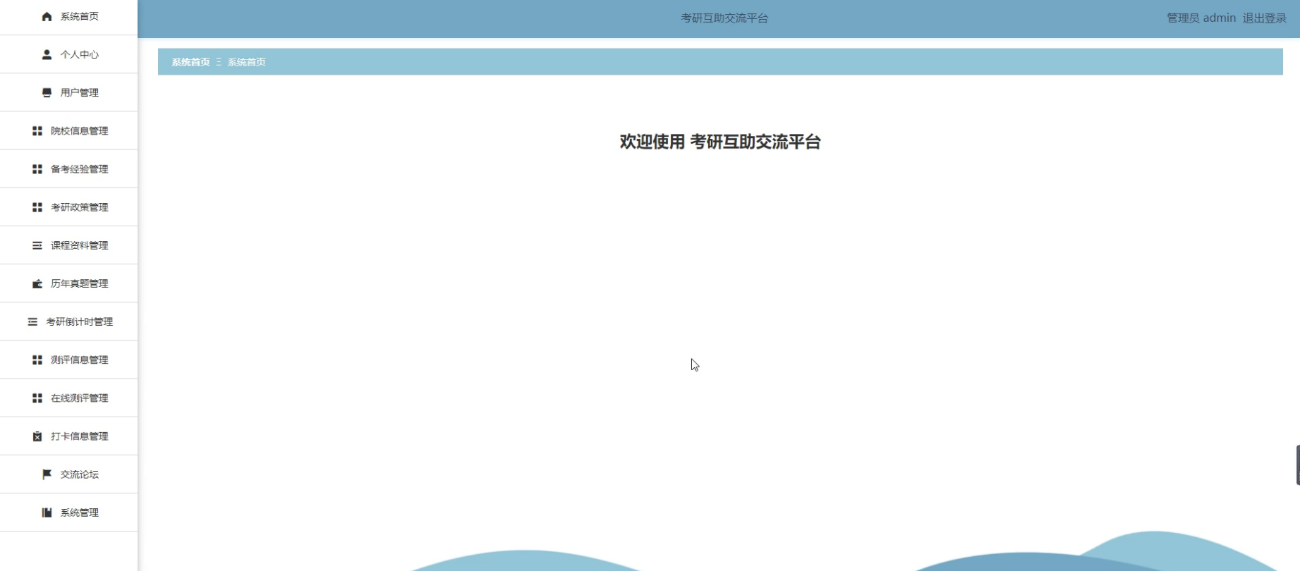 系统首页
个人中心
用户管理
院校信息管理
备考经验管理
考研政策管理
课程资料管理
历年真题管理
考研倒计时管理
测评信息管理
在线测评管理
打卡信息管理
交流论坛
系统管理
考研互助交流平台
管理员 admin 退出登录
系统首页 Ξ 系统首页
欢迎使用 考研互助交流平台